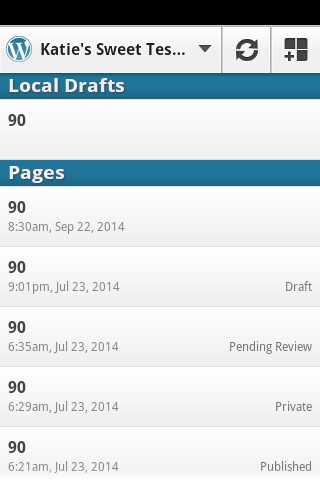 Katie's Sweet Tes...
Local Drafts
90
Pages
90
8:30am, Sep 22, 2014
90
9:01pm, Jul 23, 2014 Draft
90
6:35am, Jul 23, 2014 Pending Review
90
6:29am, Jul 23, 2014 Private
90
6:21am, Jul 23, 2014 Published